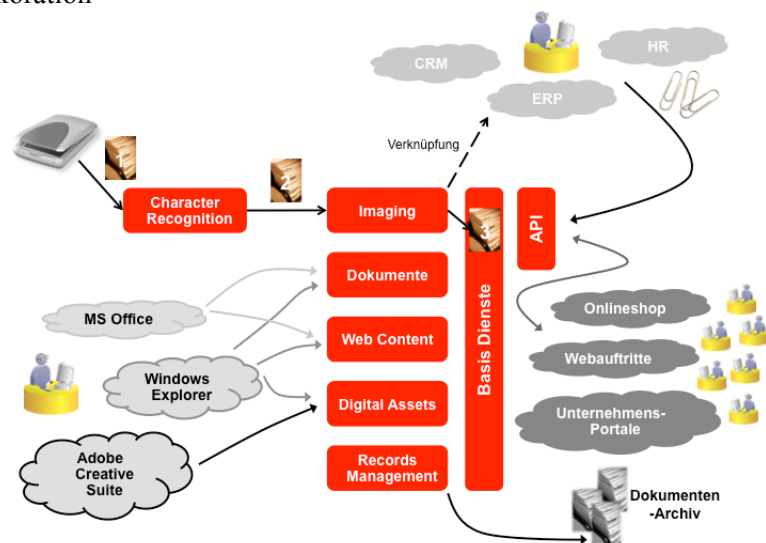 CRM
HR
ERP
Verknüpfung
1
2
Character
Recognition
Imaging
3
API
Basis Dienste
Dokumente
MS Office
Web Content
Windows
Explorer
Digital Assets
Adobe
Creative
Suite
Records
Management
Onlineshop
Webauftritte
Unternehmens-
Portale
Dokumenten
-Archiv